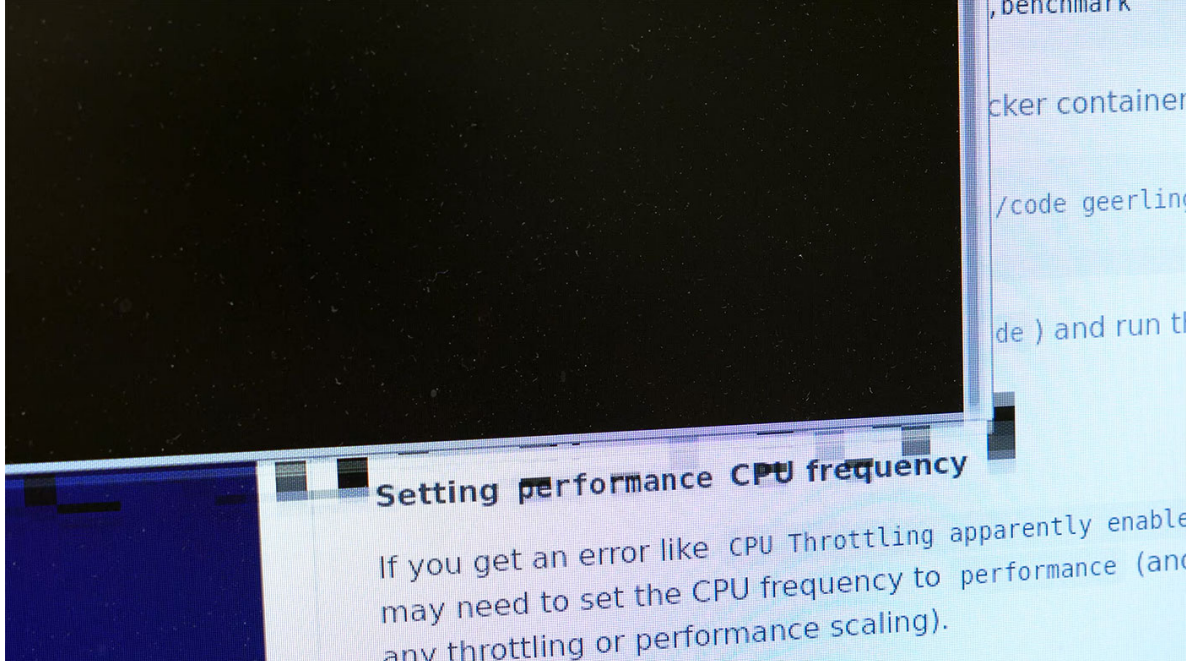 ,benchmark
cker container
/code geerling
de ) and run th
Setting performance CPU frequency
If you get an error like CPU Throttling apparently enable
may need to set the CPU frequency to performance (and
any throttling or performance scaling).